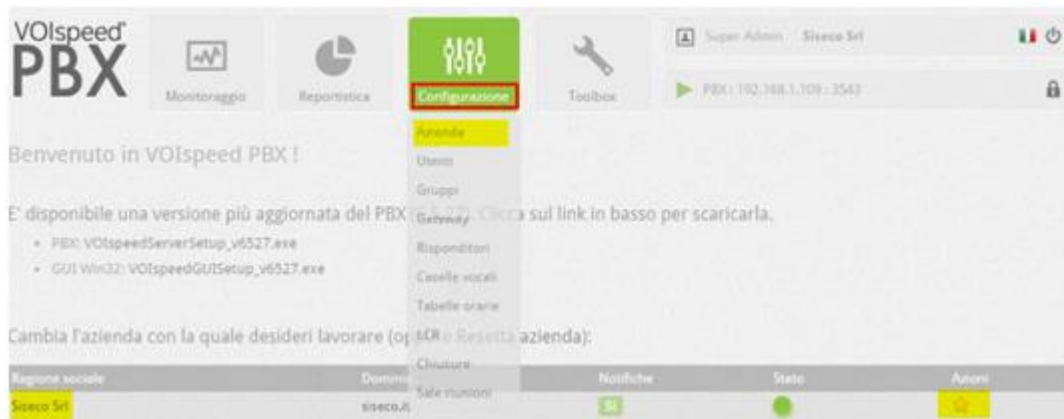 VOIspeed®
PBX
Monitoraggio
Reportistica
Configurazione
Toolbox
Super Admin Siseco Srl
PBX : 192.168.1.109 : 3543
Azienda
Utenti
Gruppi
Gateway
Risponditori
Caselle vocali
Tabelle orarie
LCR
Chiusure
Sale riunioni
Benvenuto in VOIspeed PBX !
E' disponibile una versione più aggiornata del PBX Clicca sul link in basso per scaricarla.
PBX: VOIspeedServerSetup_v6527.exe
GUI Win32: VOIspeedGUISetup_v6527.exe
Cambia l'azienda con la quale desideri lavorare Resetta azienda):
Ragione sociale Notifiche Stato Azioni
Siseco Srl siseco.it SI